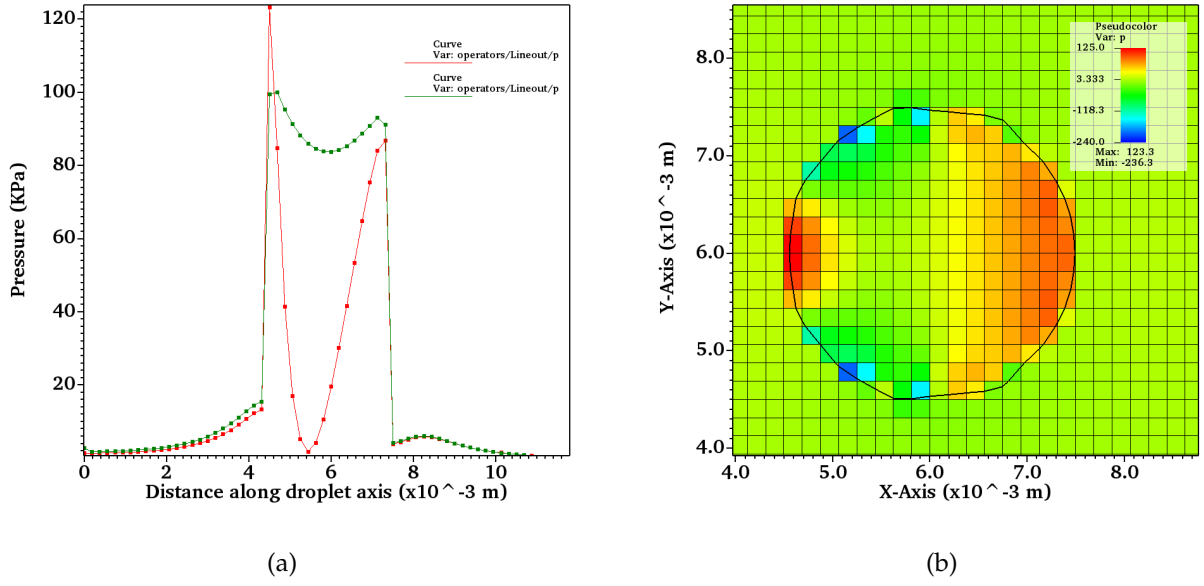 120
100
80
60
40
20
0
2
4
6
8
10
Pressure (KPa)
Distance along droplet axis (x10^-3 m)
Curve
Var: operators/Lineout/p
Curve
Var: operators/Lineout/p
(a)
8.0
7.0
6.0
5.0
4.0
4.0
5.0
6.0
7.0
8.0
Y-Axis (x10^-3 m)
X-Axis (x10^-3 m)
Pseudocolor
Var: p
125.0
3.333
-118.3
-240.0
Max: 123.3
Min: -236.3
(b)